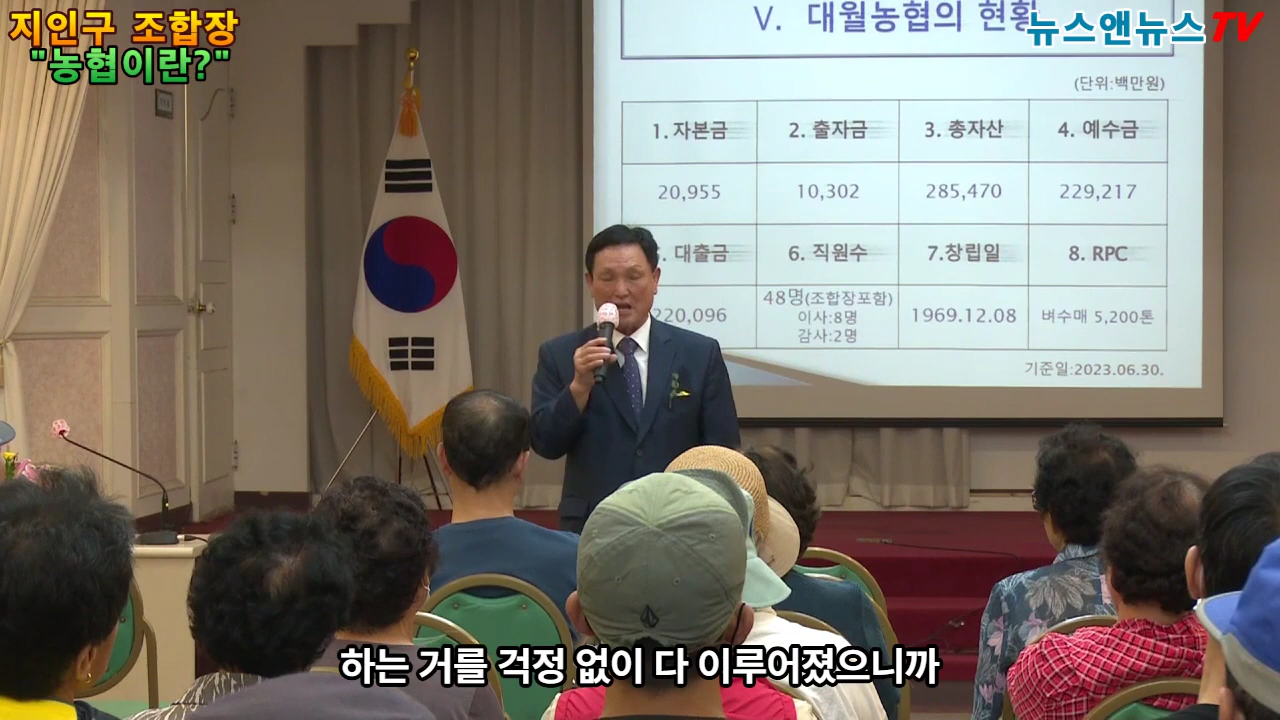 지인구 조합장
"농협이란?"
뉴스앤뉴스TV
Ⅴ. 대월농협의 현황
(단위:백만원)
1. 자본금 2. 출자금 3. 총자산 4. 예수금
20,955 10,302 285,470 229,217
대출금 6. 직원수 7.창립일 8. RPC
220,096 48명(조합장포함) 1969.12.08 벼수매 5,200톤
이사:8명
감사:2명
기준일:2023.06.30.
하는 거를 걱정 없이 다 이루어졌으니까